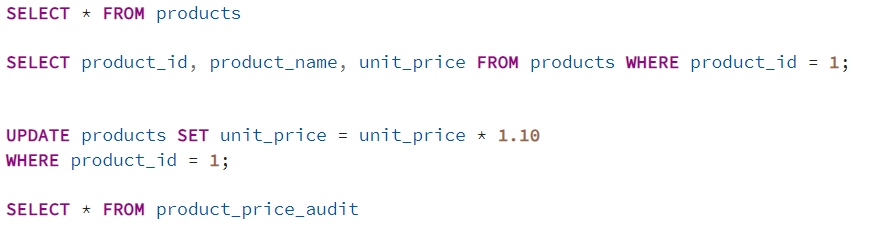 SELECT * FROM products
SELECT product_id, product_name, unit_price FROM products WHERE product_id = 1;
UPDATE products SET unit_price = unit_price * 1.10
WHERE product_id = 1;
SELECT * FROM product_price_audit